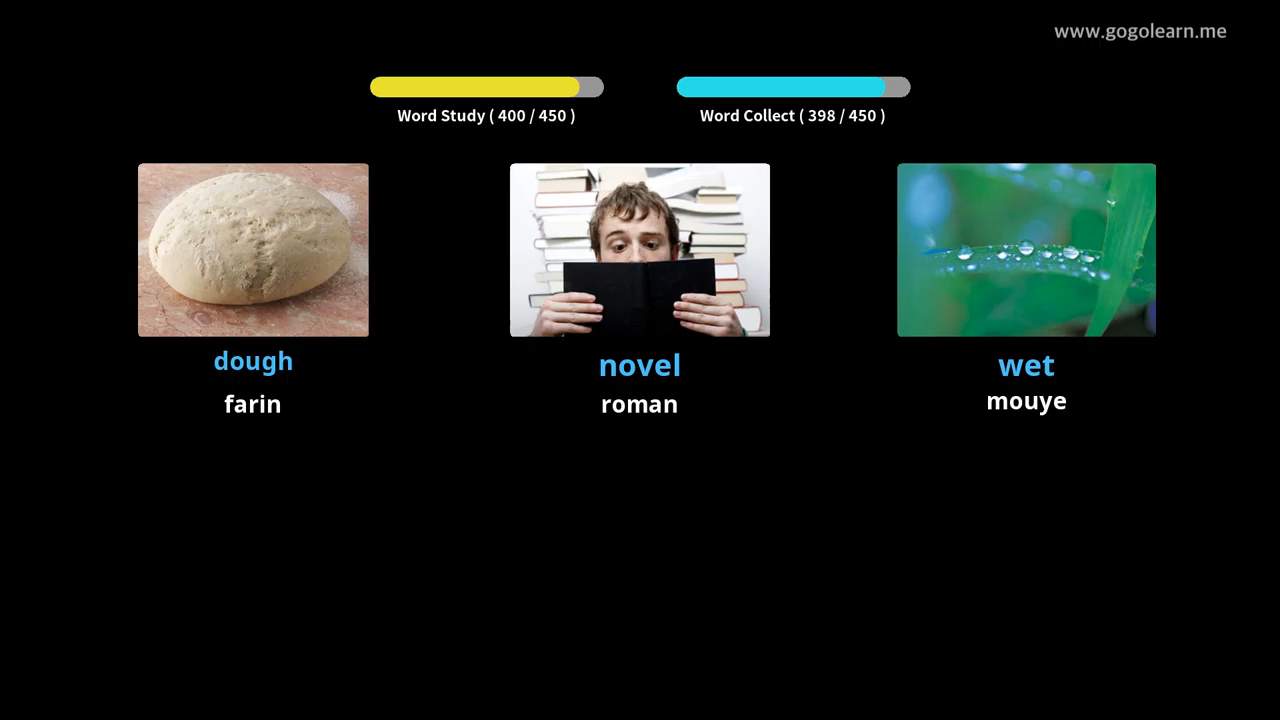 www.gogolearn.me
Word Study ( 400 / 450 )
Word Collect ( 398 / 450 )
dough
farin
novel
roman
wet
mouye